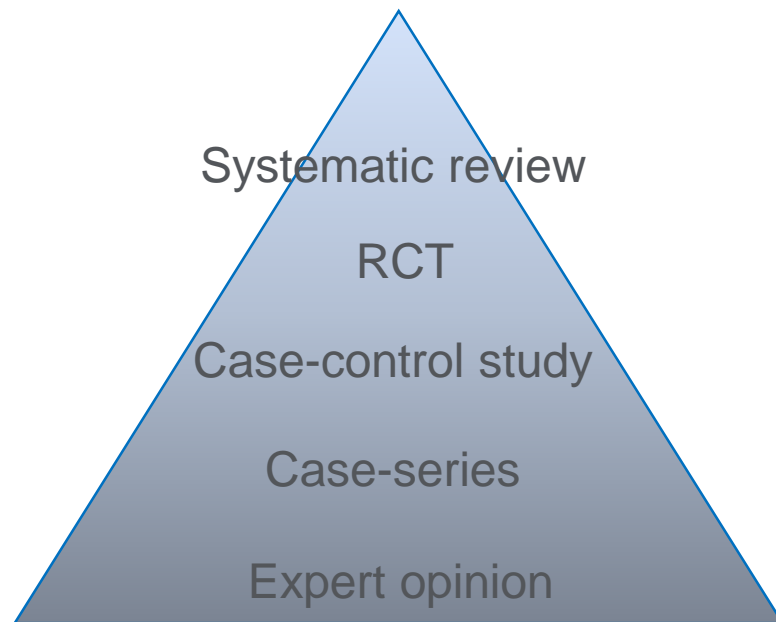 Systematic review
RCT
Case-control study
Case-series
Expert opinion